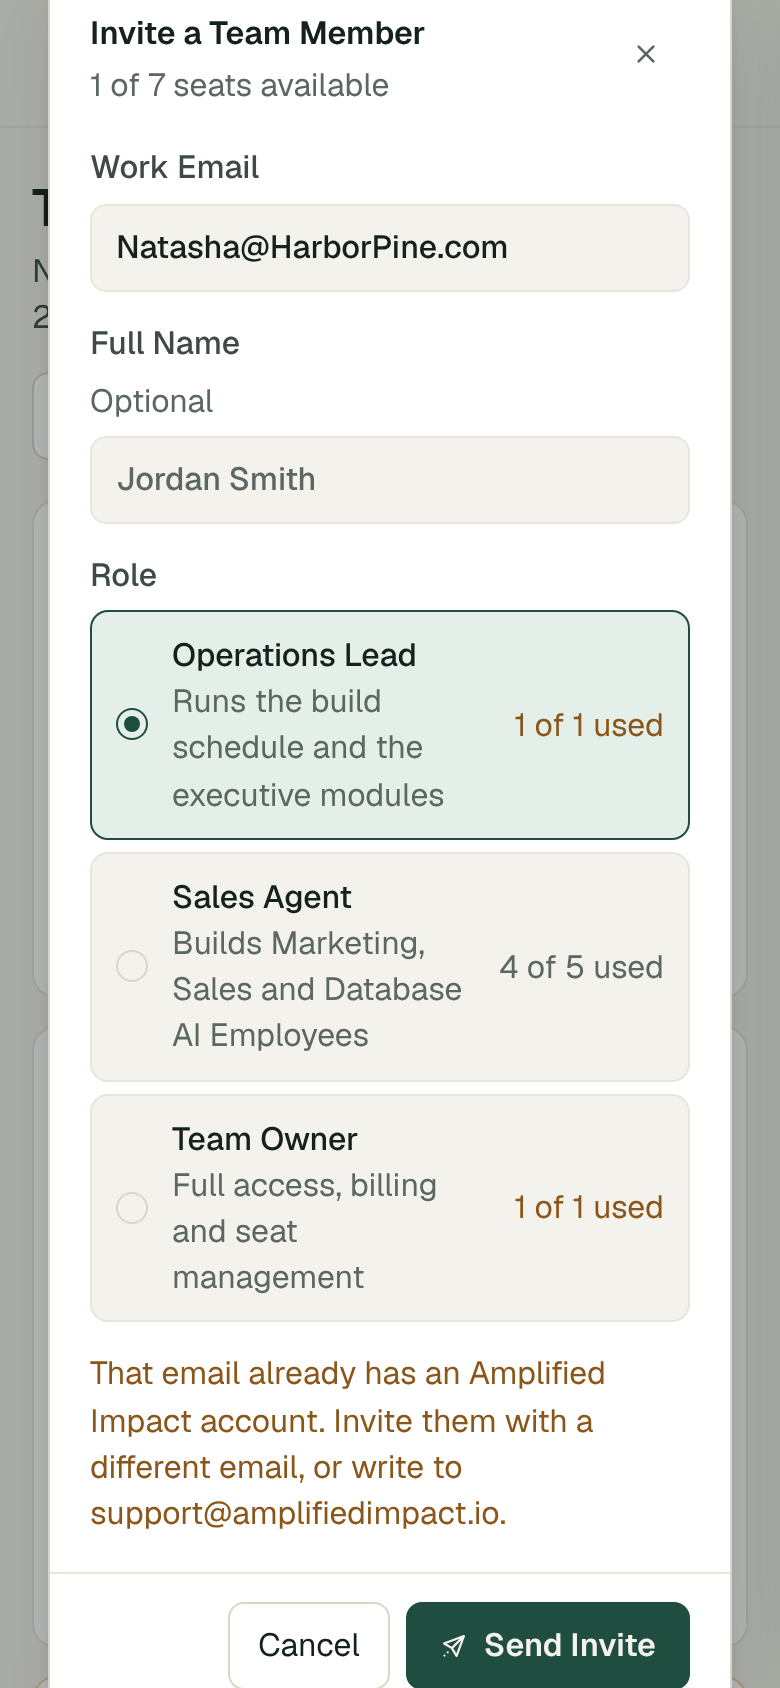 Invite a Team Member
1 of 7 seats available
Work Email
Natasha@HarborPine.com
Full Name
Optional
Jordan Smith
Role
Operations Lead
Runs the build
schedule and the
executive modules
1 of 1 used
Sales Agent
Builds Marketing,
Sales and Database
AI Employees
4 of 5 used
Team Owner
Full access, billing
and seat
management
1 of 1 used
That email already has an Amplified
Impact account. Invite them with a
different email, or write to
support@amplifiedimpact.io.
Cancel
Send Invite